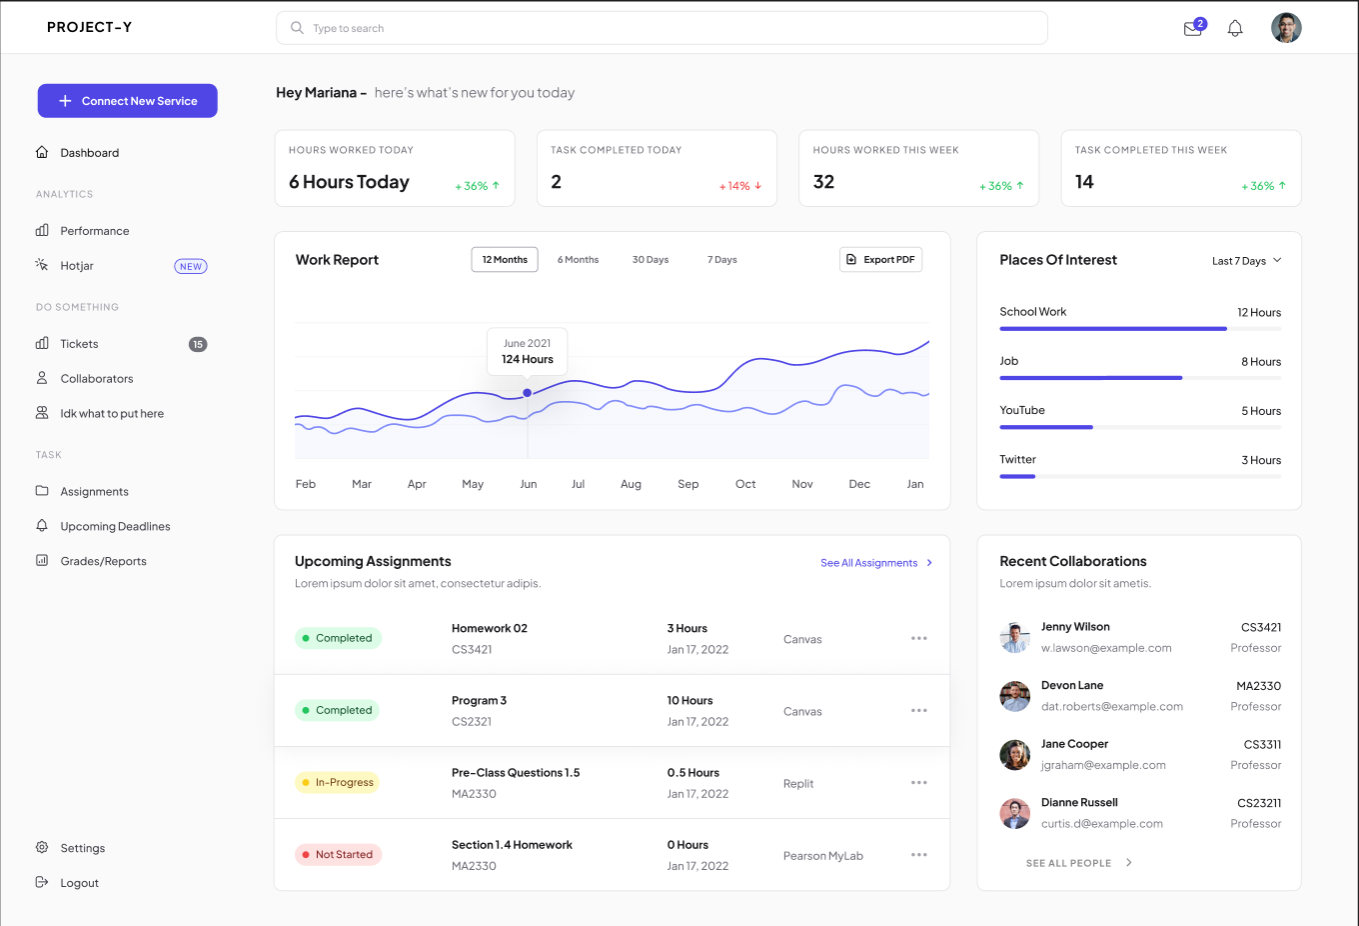 PROJECT-Y
Type to search
2
Connect New Service
Dashboard
ANALYTICS
Performance
Hotjar NEW
DO SOMETHING
Tickets 15
Collaborators
Idk what to put here
TASK
Assignments
Upcoming Deadlines
Grades/Reports
Settings
Logout
Hey Mariana - here's what's new for you today
HOURS WORKED TODAY
6 Hours Today +36% ↑
TASK COMPLETED TODAY
2 +14% ↓
HOURS WORKED THIS WEEK
32 +36% ↑
TASK COMPLETED THIS WEEK
14 +36% ↑
Work Report 12 Months 6 Months 30 Days 7 Days Export PDF
June 2021
124 Hours
Feb Mar Apr May Jun Jul Aug Sep Oct Nov Dec Jan
Places Of Interest Last 7 Days
School Work 12 Hours
Job 8 Hours
YouTube 5 Hours
Twitter 3 Hours
Upcoming Assignments See All Assignments
Lorem ipsum dolor sit amet, consectetur adipis.
Completed Homework 02 3 Hours Canvas
CS3421 Jan 17, 2022
Completed Program 3 10 Hours Canvas
CS2321 Jan 17, 2022
In-Progress Pre-Class Questions 1.5 0.5 Hours Replit
MA2330 Jan 17, 2022
Not Started Section 1.4 Homework 0 Hours Pearson MyLab
MA2330 Jan 17, 2022
Recent Collaborations
Lorem ipsum dolor sit ametis.
Jenny Wilson CS3421
w.lawson@example.com Professor
Devon Lane MA2330
dat.roberts@example.com Professor
Jane Cooper CS3311
jgraham@example.com Professor
Dianne Russell CS23211
curtis.d@example.com Professor
SEE ALL PEOPLE